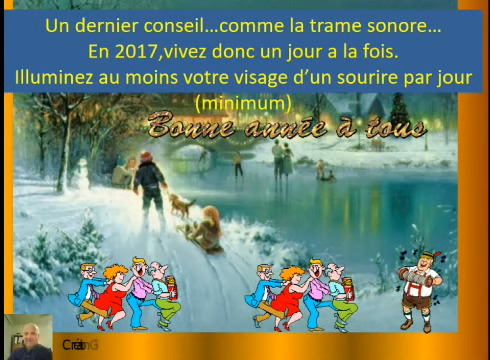 Un dernier conseil…comme la trame sonore…
En 2017,vivez donc un jour a la fois.
Illuminez au moins votre visage d’un sourire par jour
(minimum)
Bonne année à tous